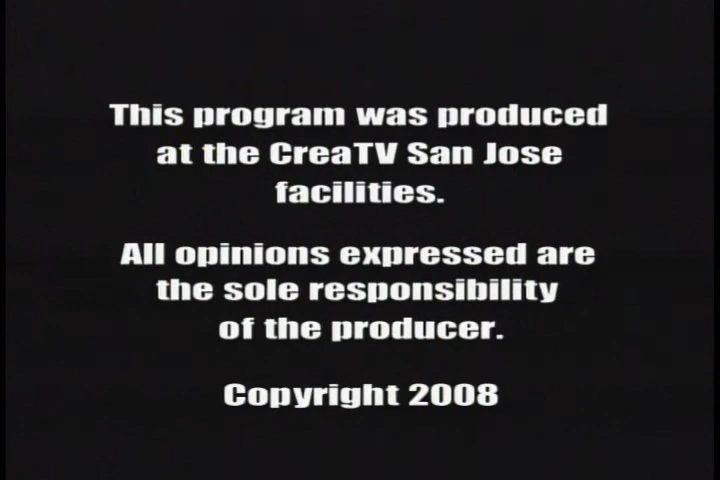 This program was produced
at the CreaTV San Jose
facilities.
All opinions expressed are
the sole responsibility
of the producer.
Copyright 2008